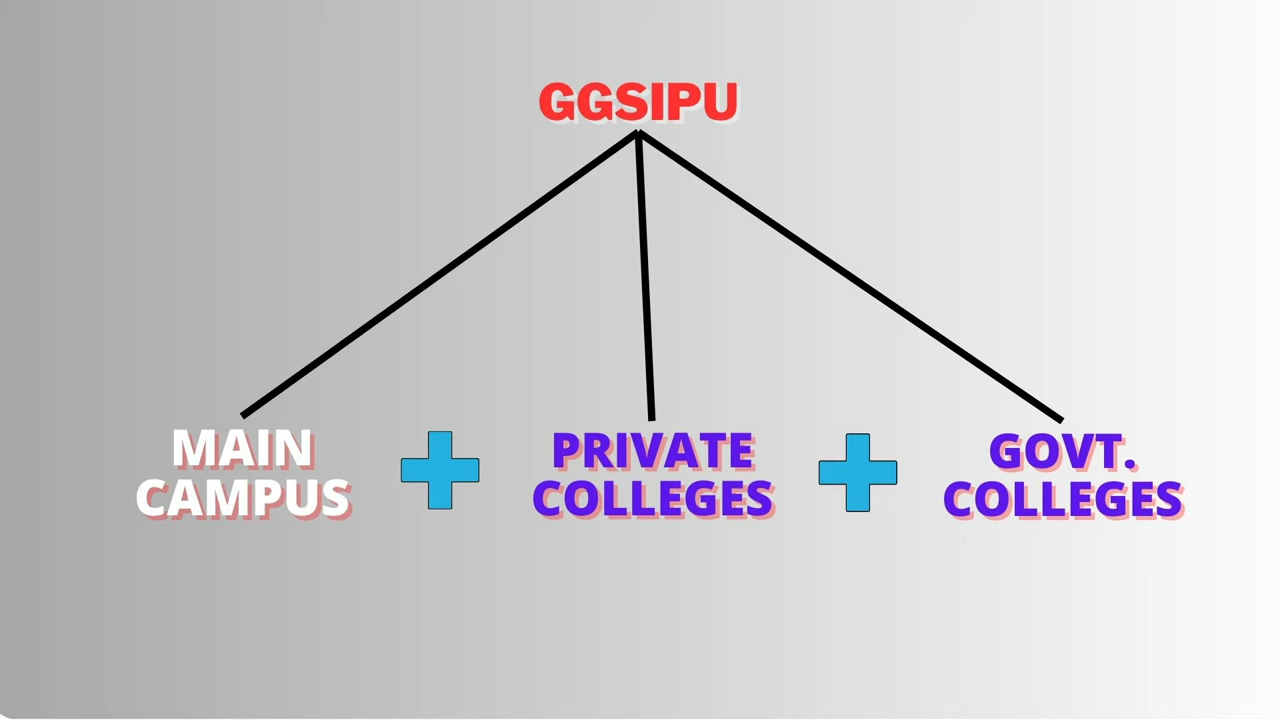 GGSIPU
MAIN
CAMPUS
PRIVATE
COLLEGES
GOVT.
COLLEGES